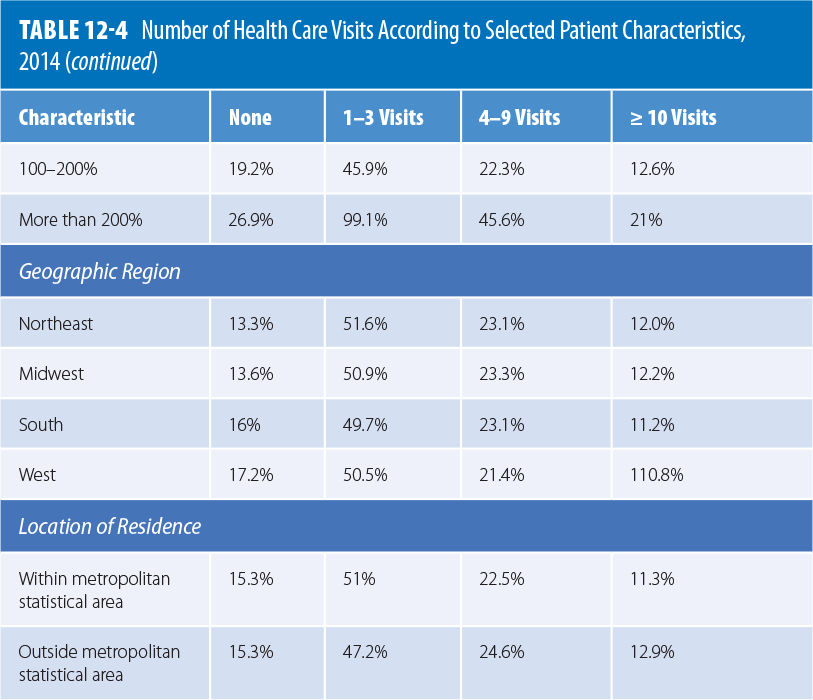 TABLE 12-4 Number of Health Care Visits According to Selected Patient Characteristics,
2014 (continued)
Characteristic None 1–3 Visits 4–9 Visits ≥ 10 Visits
100–200% 19.2% 45.9% 22.3% 12.6%
More than 200% 26.9% 99.1% 45.6% 21%
Geographic Region
Northeast 13.3% 51.6% 23.1% 12.0%
Midwest 13.6% 50.9% 23.3% 12.2%
South 16% 49.7% 23.1% 11.2%
West 17.2% 50.5% 21.4% 110.8%
Location of Residence
Within metropolitan 15.3% 51% 22.5% 11.3%
statistical area
Outside metropolitan 15.3% 47.2% 24.6% 12.9%
statistical area